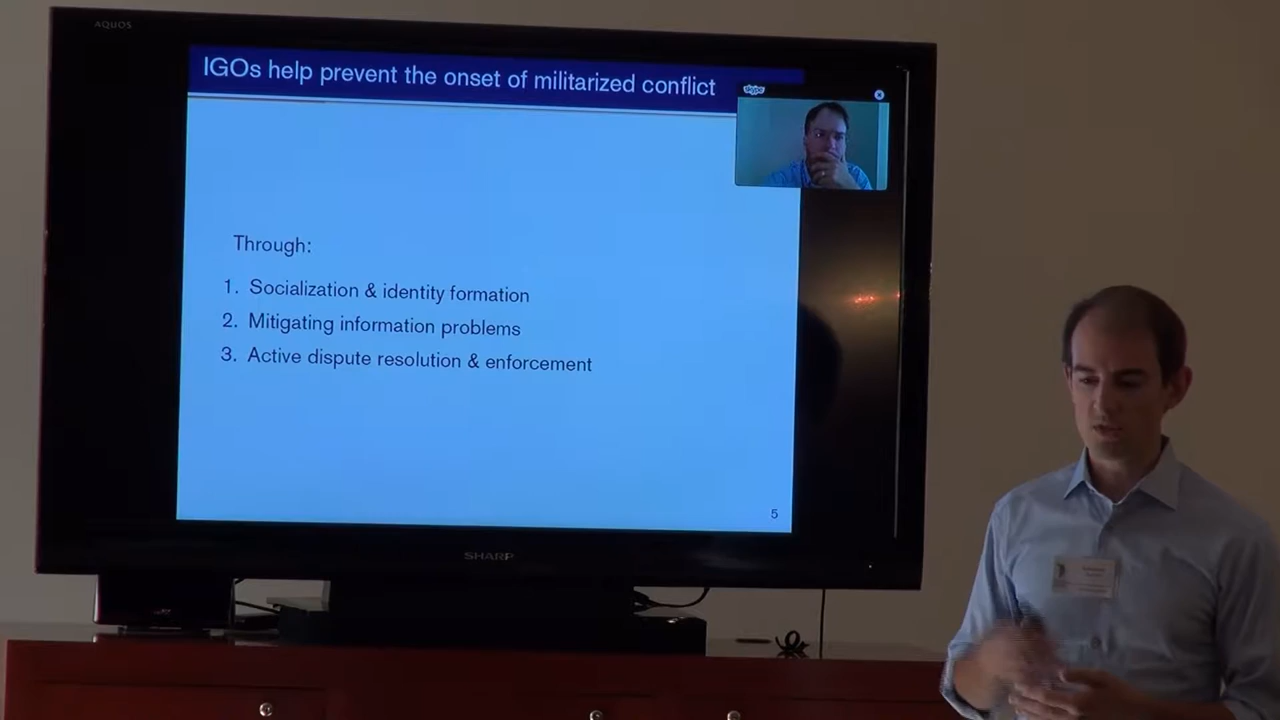 AQUOS
IGOs help prevent the onset of militarized conflict
skype
Through:
1. Socialization & identity formation
2. Mitigating information problems
3. Active dispute resolution & enforcement
5
SHARP